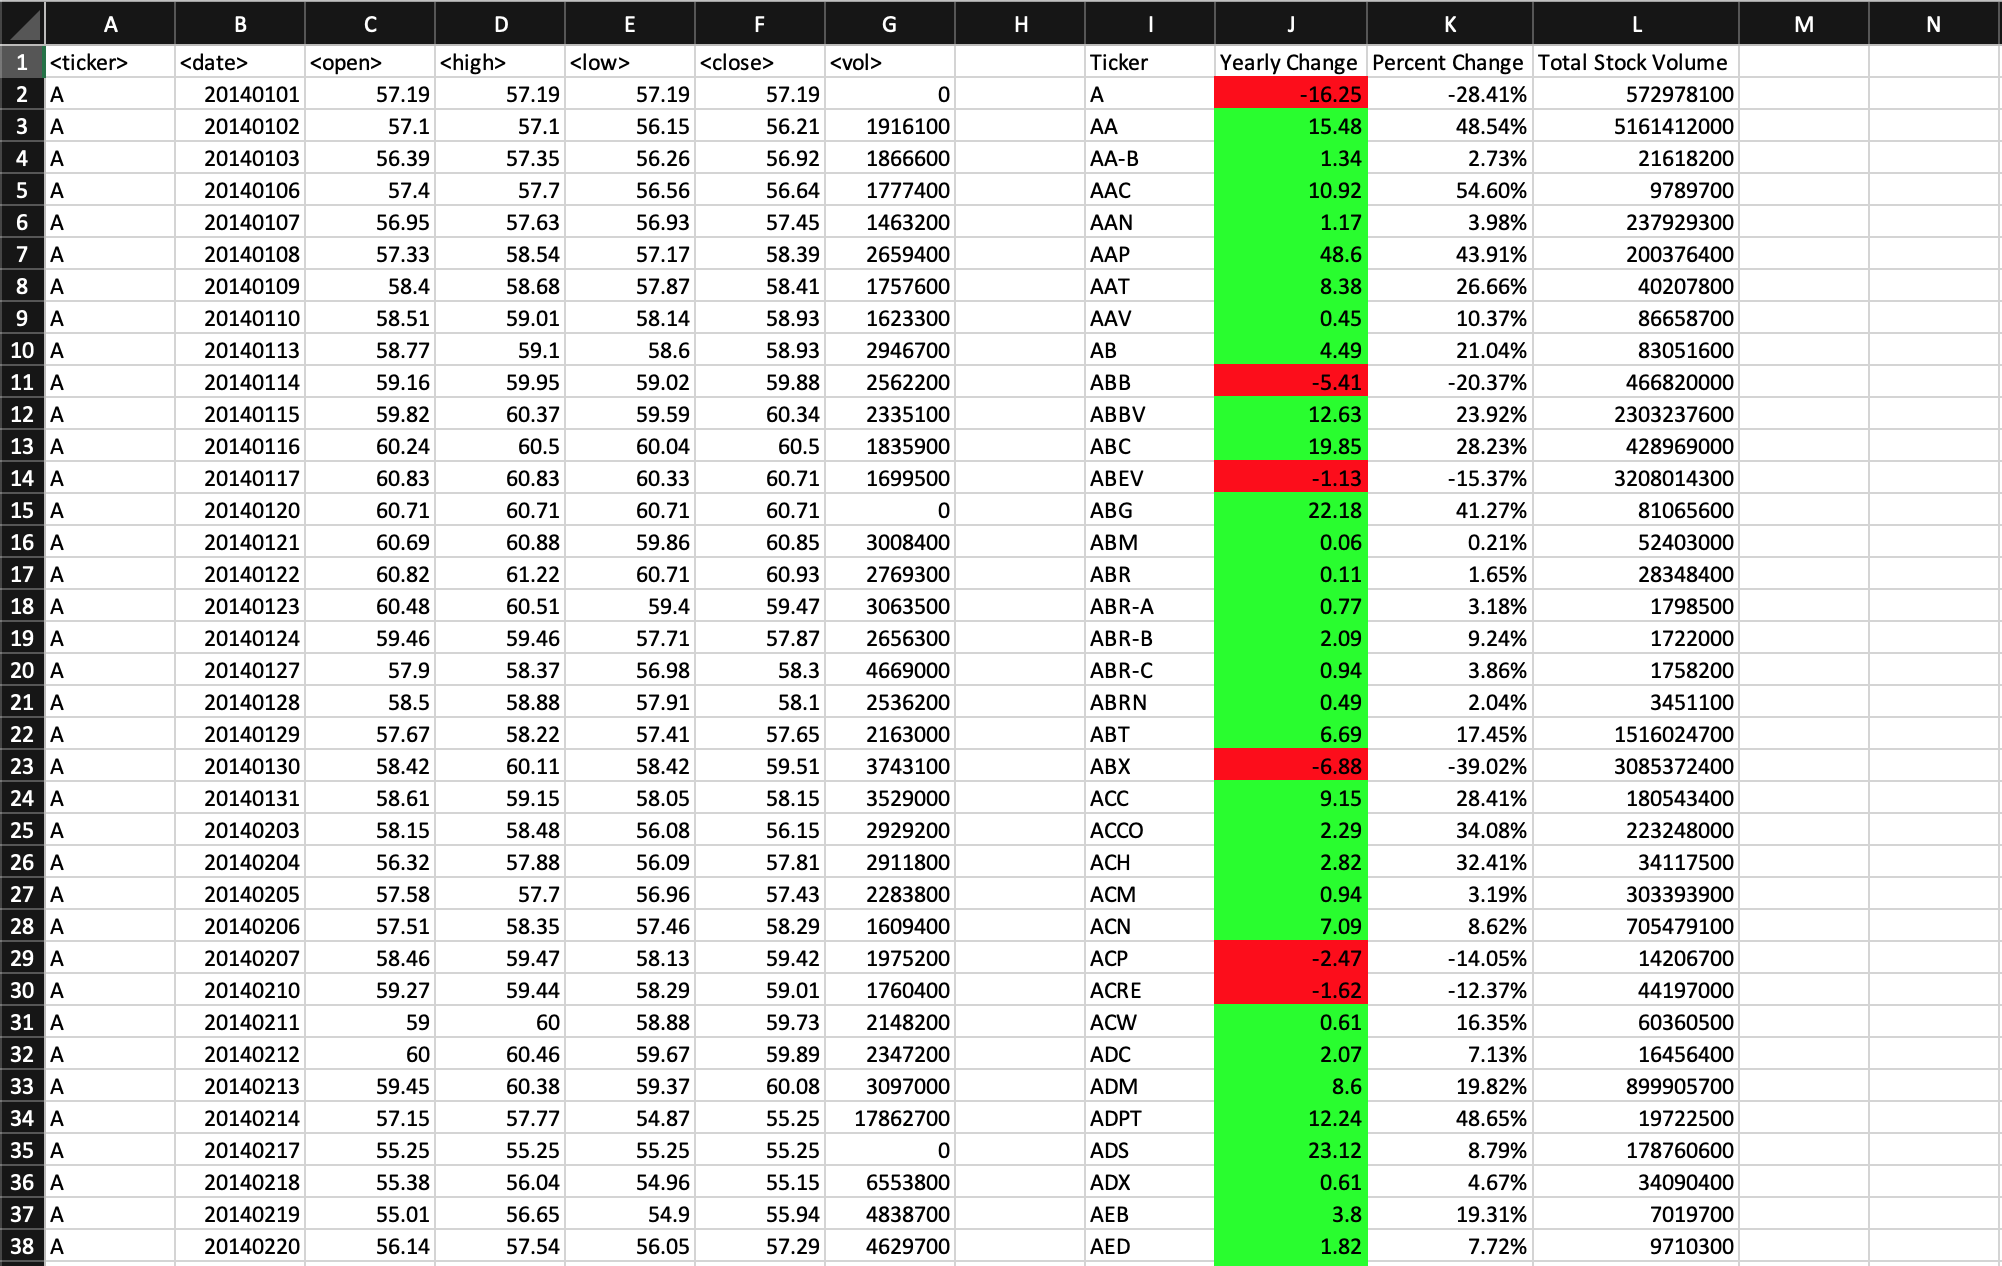 A B C D E F G H I J K L M N
1 <ticker> <date> <open> <high> <low> <close> <vol> Ticker Yearly Change Percent Change Total Stock Volume
2 A 20140101 57.19 57.19 57.19 57.19 0 A -16.25 -28.41% 572978100
3 A 20140102 57.1 57.1 56.15 56.21 1916100 AA 15.48 48.54% 5161412000
4 A 20140103 56.39 57.35 56.26 56.92 1866600 AA-B 1.34 2.73% 21618200
5 A 20140106 57.4 57.7 56.56 56.64 1777400 AAC 10.92 54.60% 9789700
6 A 20140107 56.95 57.63 56.93 57.45 1463200 AAN 1.17 3.98% 237929300
7 A 20140108 57.33 58.54 57.17 58.39 2659400 AAP 48.6 43.91% 200376400
8 A 20140109 58.4 58.68 57.87 58.41 1757600 AAT 8.38 26.66% 40207800
9 A 20140110 58.51 59.01 58.14 58.93 1623300 AAV 0.45 10.37% 86658700
10 A 20140113 58.77 59.1 58.6 58.93 2946700 AB 4.49 21.04% 83051600
11 A 20140114 59.16 59.95 59.02 59.88 2562200 ABB -5.41 -20.37% 466820000
12 A 20140115 59.82 60.37 59.59 60.34 2335100 ABBV 12.63 23.92% 2303237600
13 A 20140116 60.24 60.5 60.04 60.5 1835900 ABC 19.85 28.23% 428969000
14 A 20140117 60.83 60.83 60.33 60.71 1699500 ABEV -1.13 -15.37% 3208014300
15 A 20140120 60.71 60.71 60.71 60.71 0 ABG 22.18 41.27% 81065600
16 A 20140121 60.69 60.88 59.86 60.85 3008400 ABM 0.06 0.21% 52403000
17 A 20140122 60.82 61.22 60.71 60.93 2769300 ABR 0.11 1.65% 28348400
18 A 20140123 60.48 60.51 59.4 59.47 3063500 ABR-A 0.77 3.18% 1798500
19 A 20140124 59.46 59.46 57.71 57.87 2656300 ABR-B 2.09 9.24% 1722000
20 A 20140127 57.9 58.37 56.98 58.3 4669000 ABR-C 0.94 3.86% 1758200
21 A 20140128 58.5 58.88 57.91 58.1 2536200 ABRN 0.49 2.04% 3451100
22 A 20140129 57.67 58.22 57.41 57.65 2163000 ABT 6.69 17.45% 1516024700
23 A 20140130 58.42 60.11 58.42 59.51 3743100 ABX -6.88 -39.02% 3085372400
24 A 20140131 58.61 59.15 58.05 58.15 3529000 ACC 9.15 28.41% 180543400
25 A 20140203 58.15 58.48 56.08 56.15 2929200 ACCO 2.29 34.08% 223248000
26 A 20140204 56.32 57.88 56.09 57.81 2911800 ACH 2.82 32.41% 34117500
27 A 20140205 57.58 57.7 56.96 57.43 2283800 ACM 0.94 3.19% 303393900
28 A 20140206 57.51 58.35 57.46 58.29 1609400 ACN 7.09 8.62% 705479100
29 A 20140207 58.46 59.47 58.13 59.42 1975200 ACP -2.47 -14.05% 14206700
30 A 20140210 59.27 59.44 58.29 59.01 1760400 ACRE -1.62 -12.37% 44197000
31 A 20140211 59 60 58.88 59.73 2148200 ACW 0.61 16.35% 60360500
32 A 20140212 60 60.46 59.67 59.89 2347200 ADC 2.07 7.13% 16456400
33 A 20140213 59.45 60.38 59.37 60.08 3097000 ADM 8.6 19.82% 899905700
34 A 20140214 57.15 57.77 54.87 55.25 17862700 ADPT 12.24 48.65% 19722500
35 A 20140217 55.25 55.25 55.25 55.25 0 ADS 23.12 8.79% 178760600
36 A 20140218 55.38 56.04 54.96 55.15 6553800 ADX 0.61 4.67% 34090400
37 A 20140219 55.01 56.65 54.9 55.94 4838700 AEB 3.8 19.31% 7019700
38 A 20140220 56.14 57.54 56.05 57.29 4629700 AED 1.82 7.72% 9710300